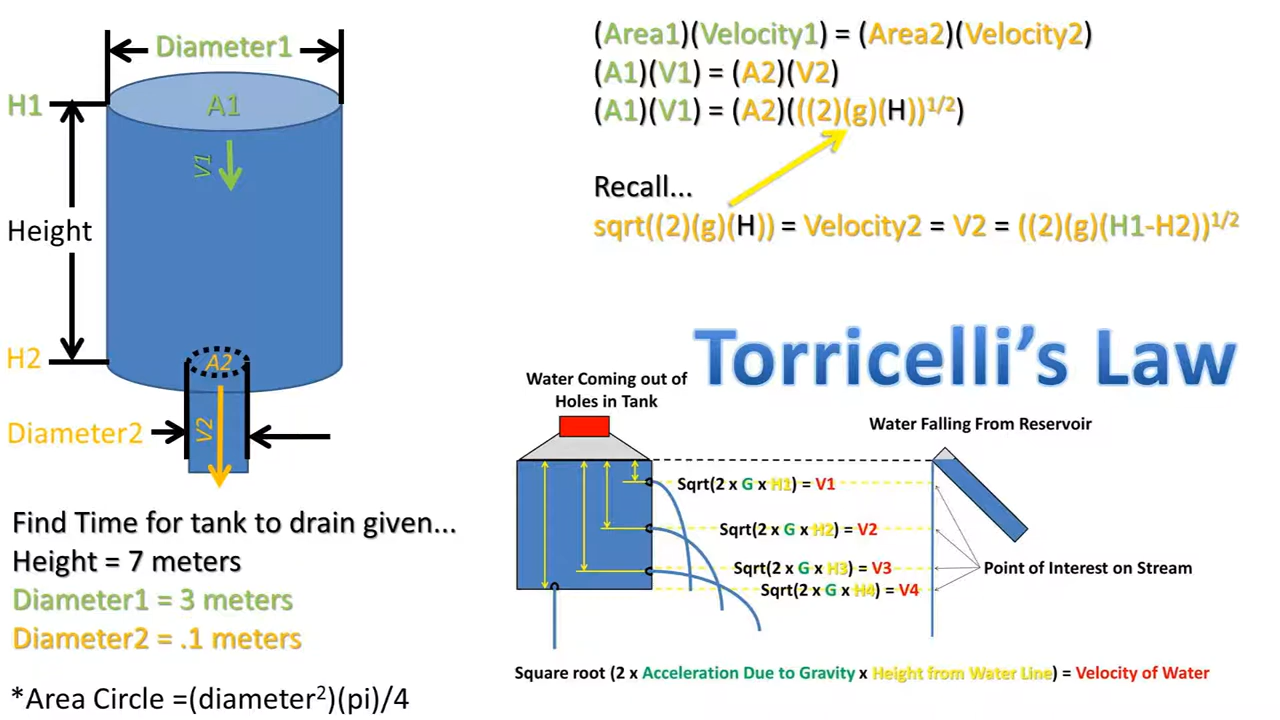 Diameter1
H1
A1
V1
Height
H2
A2
Diameter2
V2
Find Time for tank to drain given...
Height = 7 meters
Diameter1 = 3 meters
Diameter2 = .1 meters
*Area Circle =(diameter²)(pi)/4
(Area1)(Velocity1) = (Area2)(Velocity2)
(A1)(V1) = (A2)(V2)
(A1)(V1) = (A2)(((2)(g)(H))¹/²)
Recall...
sqrt((2)(g)(H)) = Velocity2 = V2 = ((2)(g)(H1-H2))¹/²
Torricelli's Law
Water Coming out of
Holes in Tank
Water Falling From Reservoir
Sqrt(2 x G x H1) = V1
Sqrt(2 x G x H2) = V2
Sqrt(2 x G x H3) = V3
Sqrt(2 x G x H4) = V4
Point of Interest on Stream
Square root (2 x Acceleration Due to Gravity x Height from Water Line) = Velocity of Water